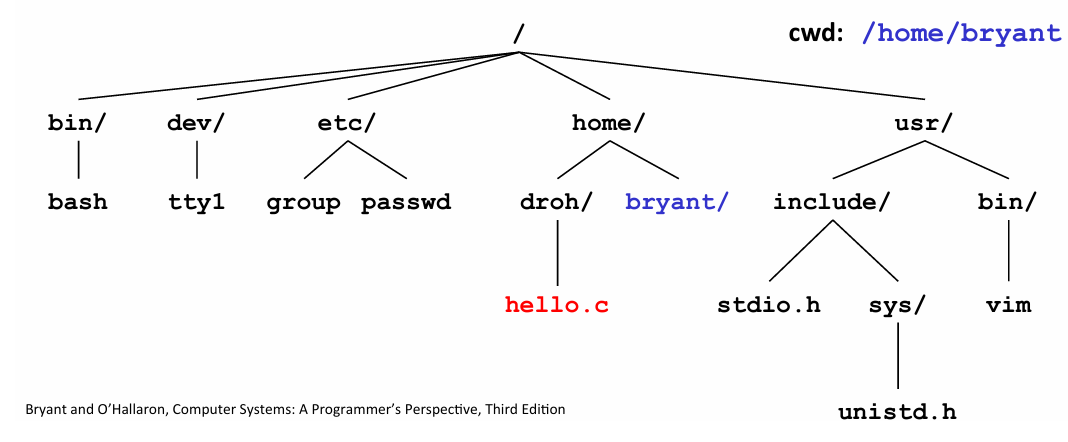 /
cwd: /home/bryant
bin/ dev/ etc/ home/ usr/
bash tty1 group passwd droh/ bryant/ include/ bin/
hello.c stdio.h sys/ vim
Bryant and O’Hallaron, Computer Systems: A Programmer’s Perspective, Third Edition
unistd.h